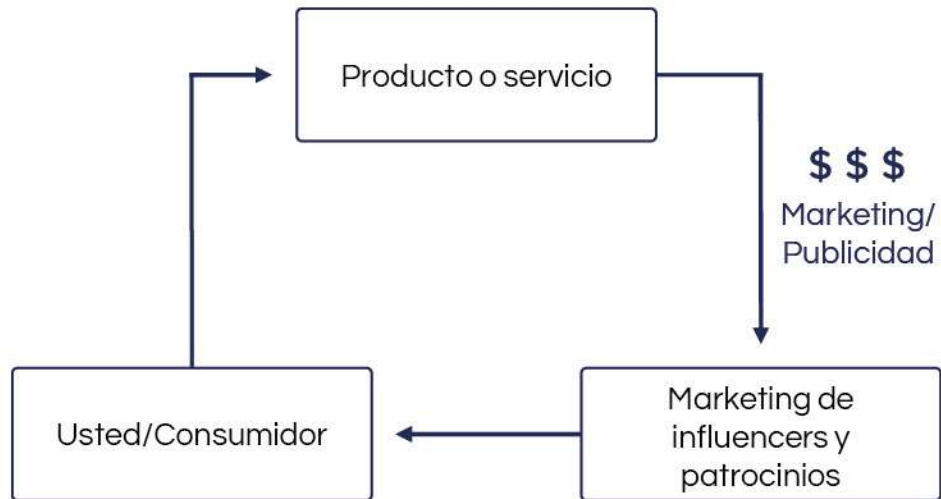 Producto o servicio
$ $ $
Marketing/
Publicidad
Usted/Consumidor
Marketing de
influencers y
patrocinios